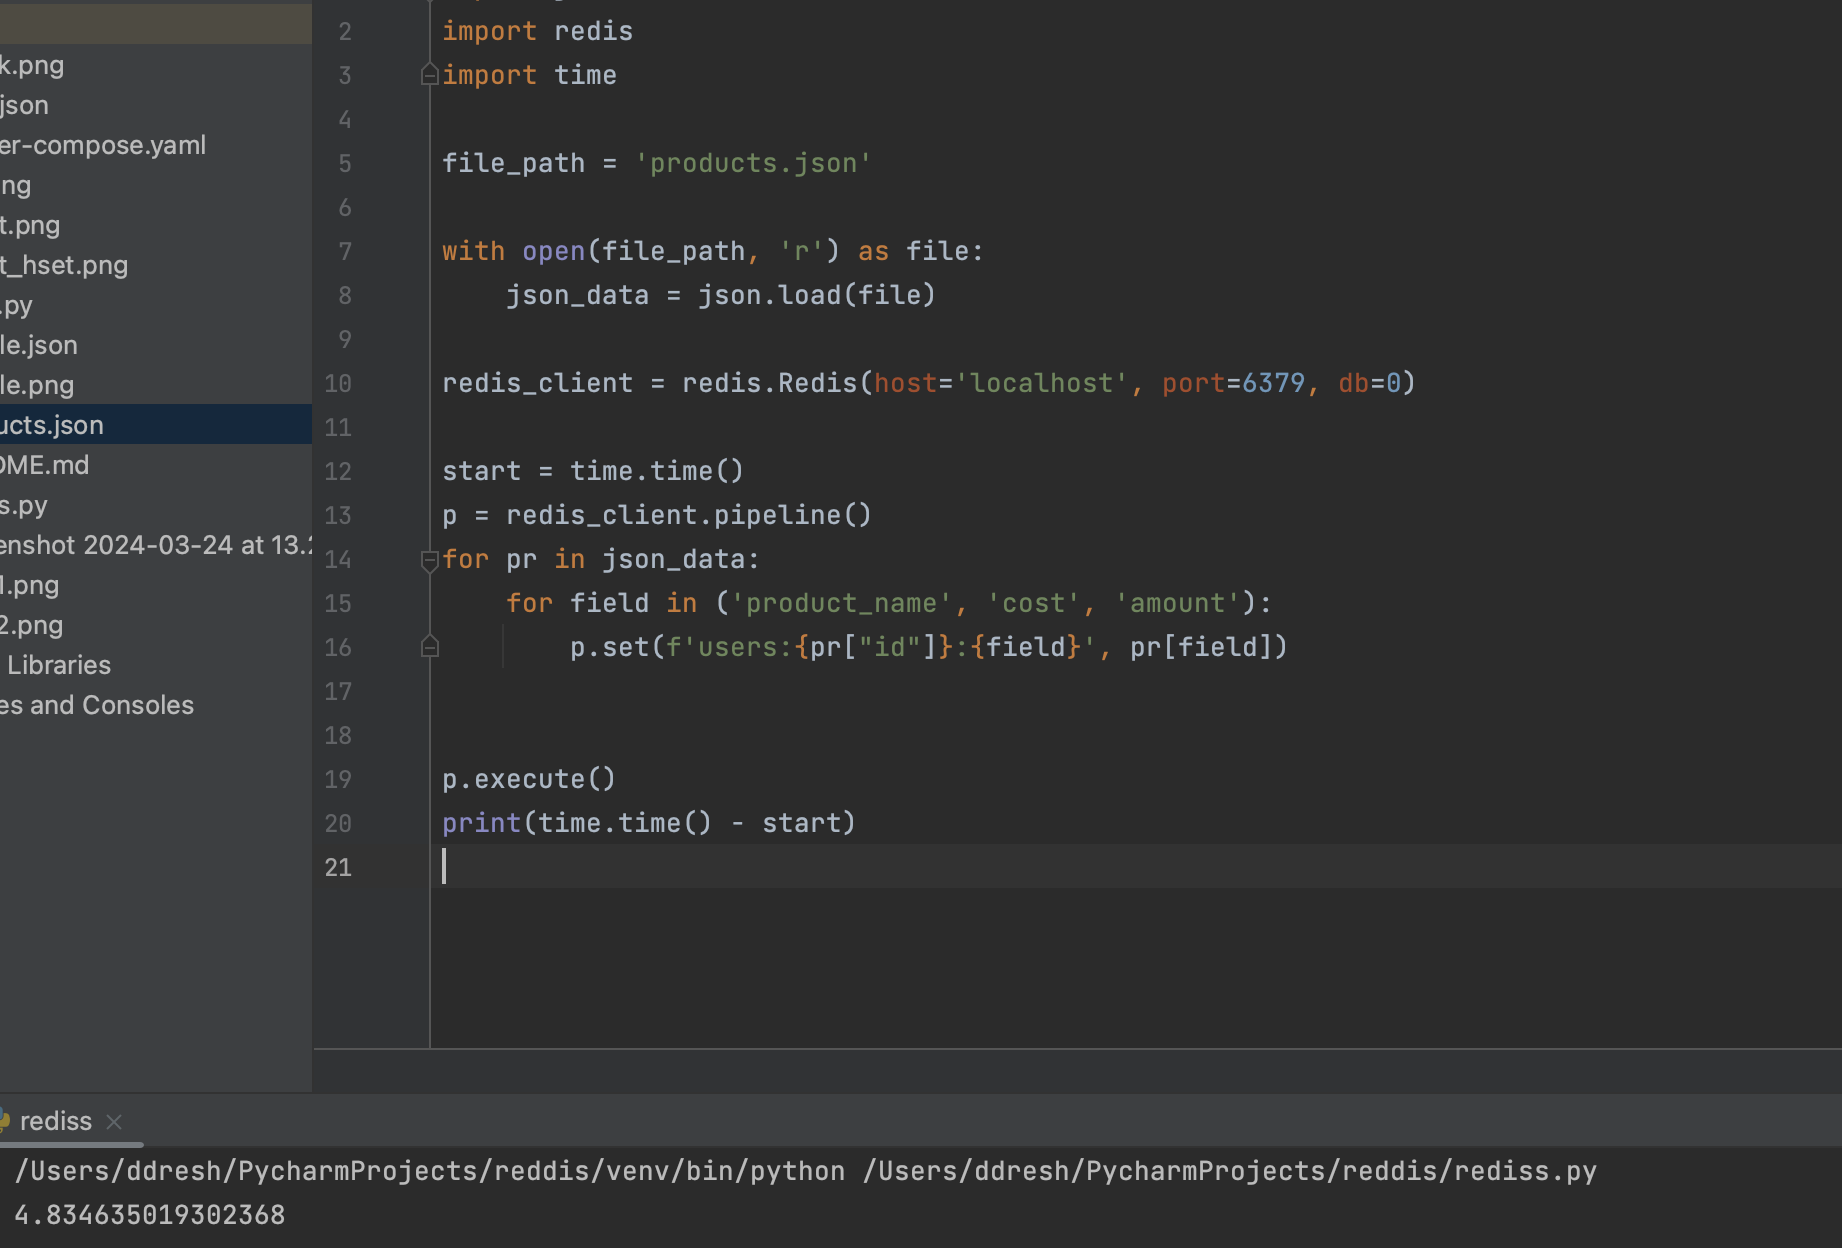 k.png
json
er-compose.yaml
ng
t.png
t_hset.png
.py
le.json
le.png
ucts.json
OME.md
s.py
enshot 2024-03-24 at 13.2
1.png
2.png
Libraries
es and Consoles
2 import redis
3 import time
4
5 file_path = 'products.json'
6
7 with open(file_path, 'r') as file:
8     json_data = json.load(file)
9
10 redis_client = redis.Redis(host='localhost', port=6379, db=0)
11
12 start = time.time()
13 p = redis_client.pipeline()
14 for pr in json_data:
15     for field in ('product_name', 'cost', 'amount'):
16         p.set(f'users:{pr["id"]}:{field}', pr[field])
17
18
19 p.execute()
20 print(time.time() - start)
21
rediss
/Users/ddresh/PycharmProjects/reddis/venv/bin/python /Users/ddresh/PycharmProjects/reddis/rediss.py
4.834635019302368